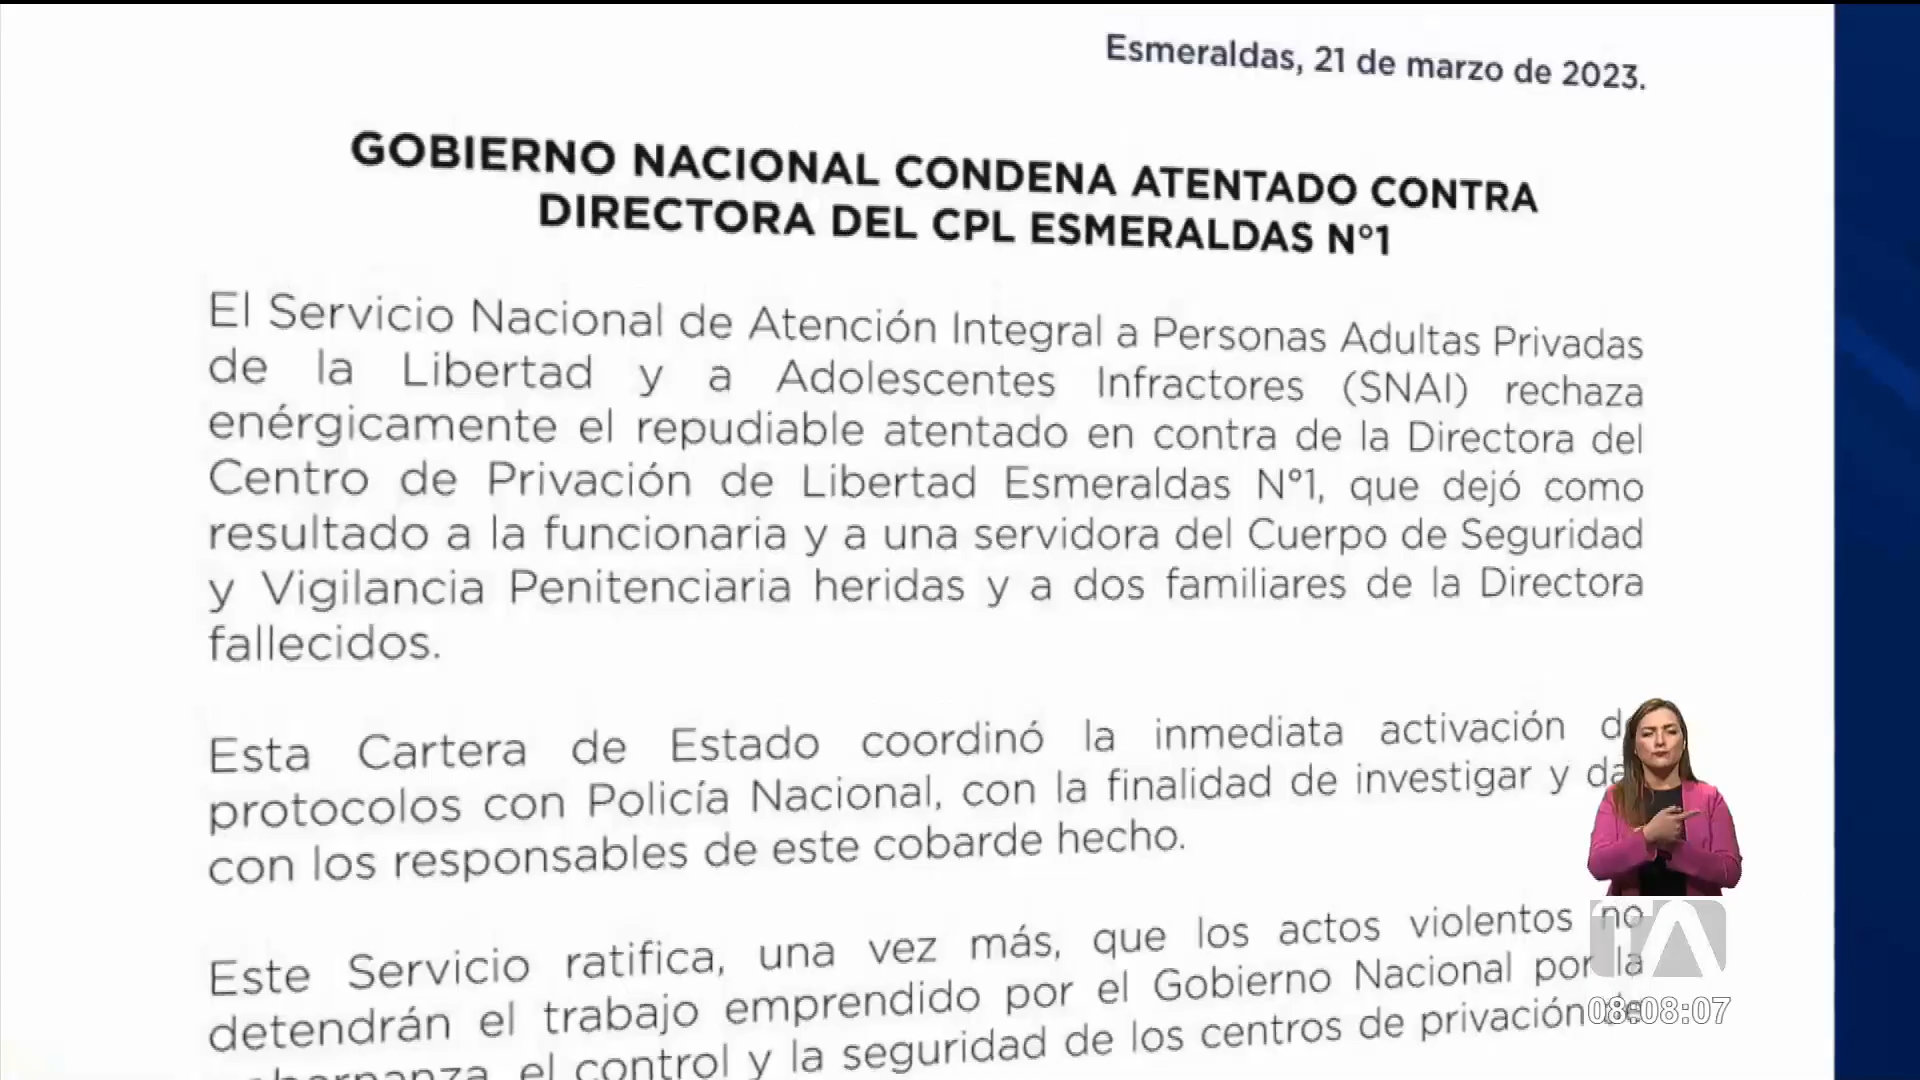 Esmeraldas, 21 de marzo de 2023.
GOBIERNO NACIONAL CONDENA ATENTADO CONTRA
DIRECTORA DEL CPL ESMERALDAS N°1
El Servicio Nacional de Atención Integral a Personas Adultas Privadas
de la Libertad y a Adolescentes Infractores (SNAI) rechaza
enérgicamente el repudiable atentado en contra de la Directora del
Centro de Privación de Libertad Esmeraldas N°1, que dejó como
resultado a la funcionaria y a una servidora del Cuerpo de Seguridad
y Vigilancia Penitenciaria heridas y a dos familiares de la Directora
fallecidos.
Esta Cartera de Estado coordinó la inmediata activación
protocolos con Policía Nacional, con la finalidad de investigar y
con los responsables de este cobarde hecho.
Este Servicio ratifica, una vez más, que los actos violentos no
detendrán el trabajo emprendido por el Gobierno Nacional por la
el control y la seguridad de los centros de privación
TA
08:08:07